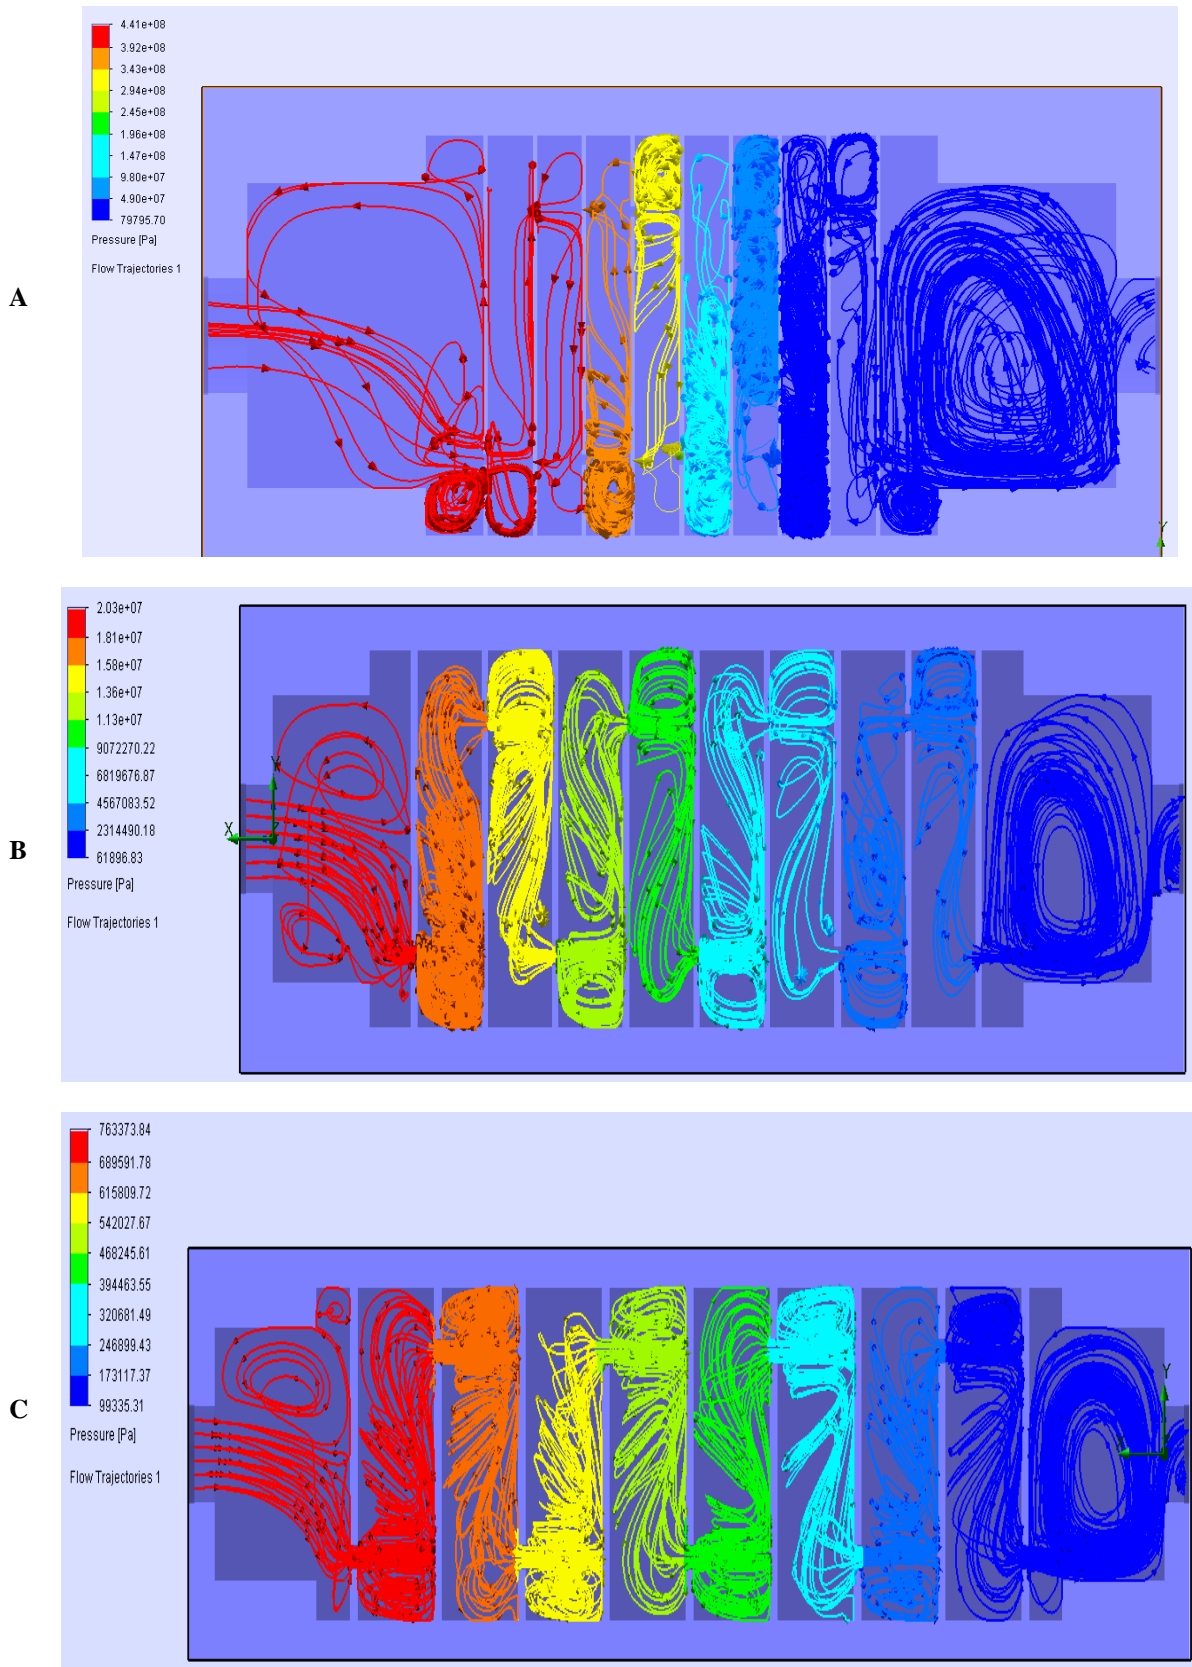 4.41e+08
3.92e+08
3.43e+08
2.94e+08
2.45e+08
1.96e+08
1.47e+08
9.80e+07
4.90e+07
79795.70
Pressure [Pa]
Flow Trajectories 1
A
Y
2.03e+07
1.81e+07
1.58e+07
1.36e+07
1.13e+07
9072270.22
6819676.87
4567083.52
2314490.18
61896.83
Pressure [Pa]
Flow Trajectories 1
B
Y
X
763373.84
689591.78
615809.72
542027.67
468245.61
394463.55
320681.49
246899.43
173117.37
99335.31
Pressure [Pa]
Flow Trajectories 1
C
Y